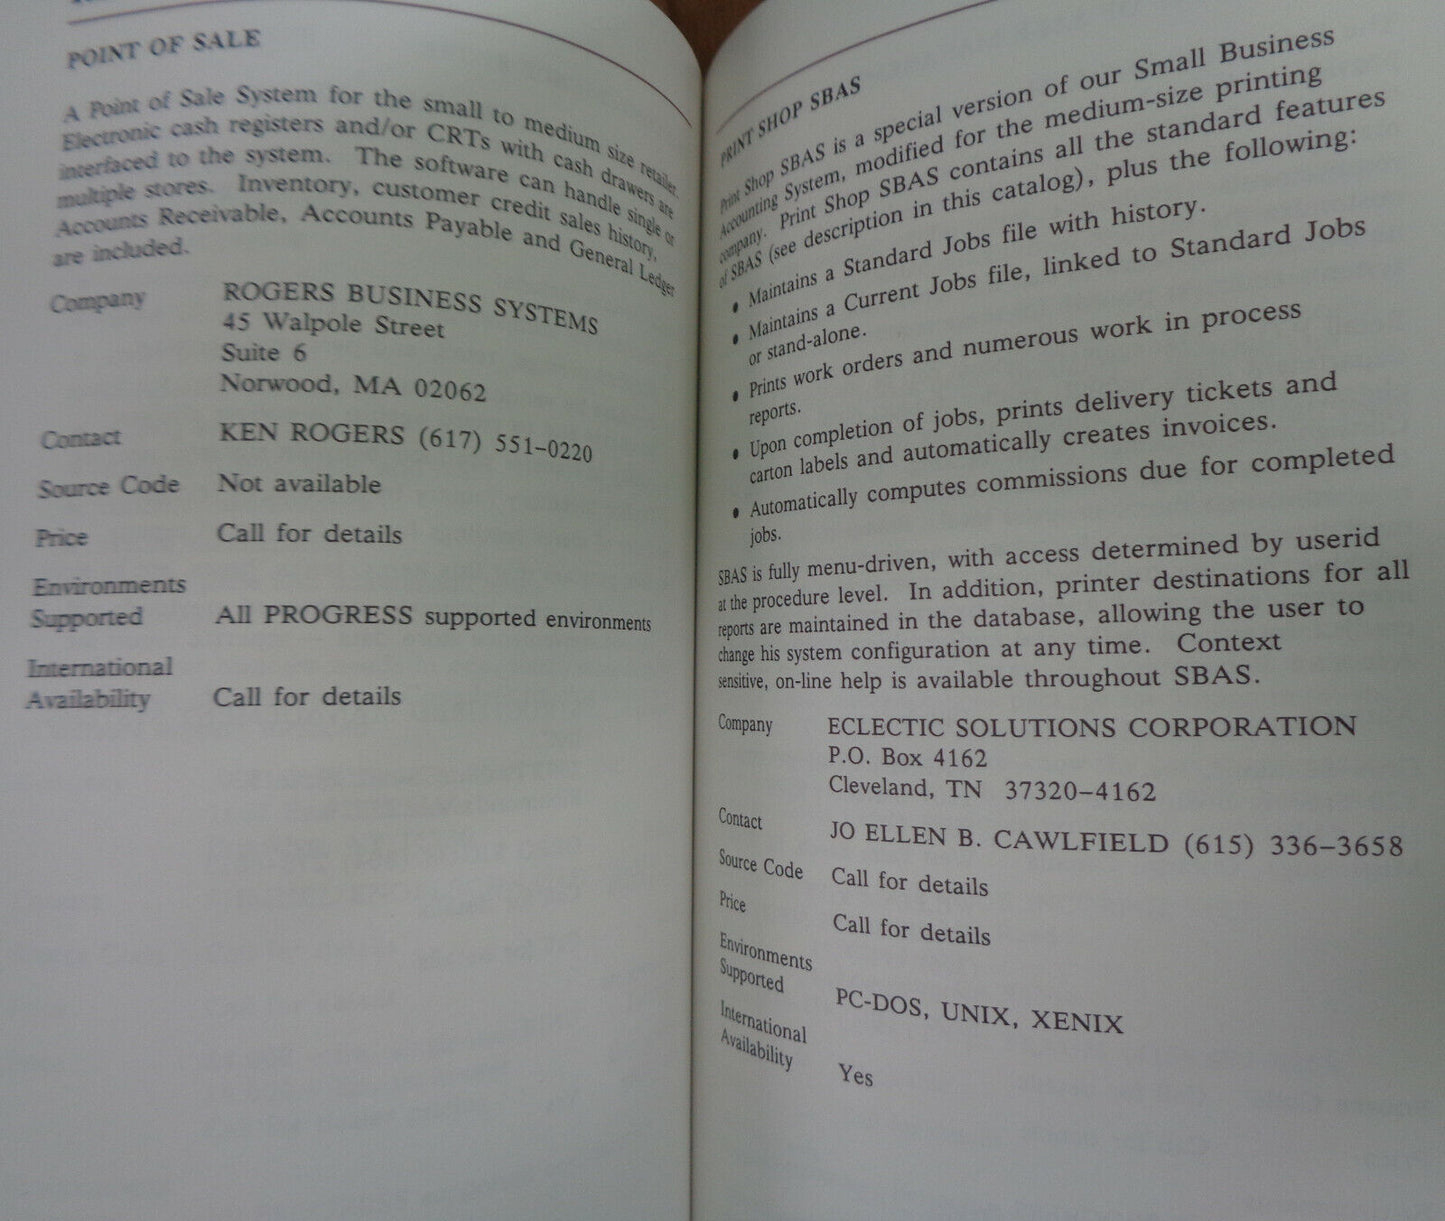 POINT OF SALE
A Point of Sale System for the small to medium size retailer.
Electronic cash registers and/or CRTs with cash drawers are
interfaced to the system. The software can handle single or
multiple stores. Inventory, customer credit sales history,
Accounts Receivable, Accounts Payable and General Ledger
are included.
Company
ROGERS BUSINESS SYSTEMS
45 Walpole Street
Suite 6
Norwood, MA 02062
Contact KEN ROGERS (617) 551-0220
Source Code Not available
Price Call for details
Environments
Supported All PROGRESS supported environments
International
Availability Call for details
PRINT SHOP SBAS
Print Shop SBAS is a special version of our Small Business
Accounting System, modified for the medium-size printing
company. Print Shop SBAS contains all the standard features
of SBAS (see description in this catalog), plus the following:
• Maintains a Standard Jobs file with history.
• Maintains a Current Jobs file, linked to Standard Jobs
or stand-alone.
• Prints work orders and numerous work in process
reports.
• Upon completion of jobs, prints delivery tickets and
carton labels and automatically creates invoices.
• Automatically computes commissions due for completed
jobs.
SBAS is fully menu-driven, with access determined by userid
at the procedure level. In addition, printer destinations for all
reports are maintained in the database, allowing the user to
change his system configuration at any time. Context
sensitive, on-line help is available throughout SBAS.
Company ECLECTIC SOLUTIONS CORPORATION
P.O. Box 4162
Cleveland, TN 37320-4162
Contact JO ELLEN B. CAWLFIELD (615) 336-3658
Source Code Call for details
Price Call for details
Environments
Supported PC-DOS, UNIX, XENIX
International
Availability Yes